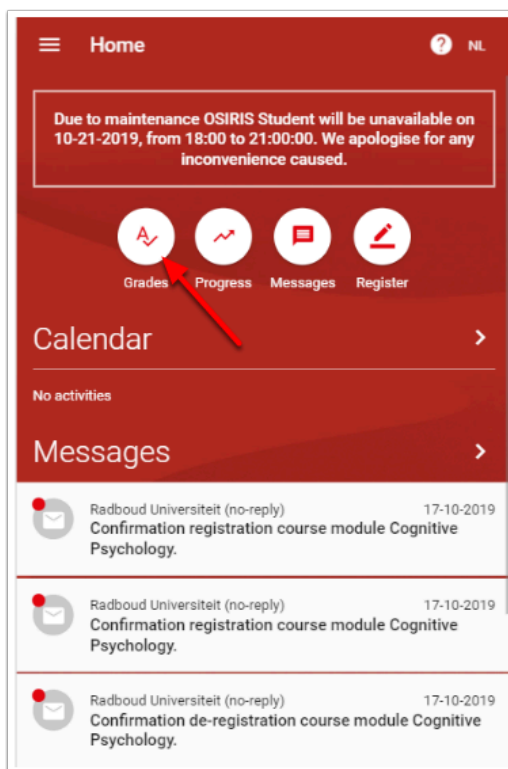 Home
NL
Due to maintenance OSIRIS Student will be unavailable on
10-21-2019, from 18:00 to 21:00:00. We apologise for any
inconvenience caused.
Grades Progress Messages Register
Calendar
No activities
Messages
Radboud Universiteit (no-reply) 17-10-2019
Confirmation registration course module Cognitive
Psychology.
Radboud Universiteit (no-reply) 17-10-2019
Confirmation registration course module Cognitive
Psychology.
Radboud Universiteit (no-reply) 17-10-2019
Confirmation de-registration course module Cognitive
Psychology.